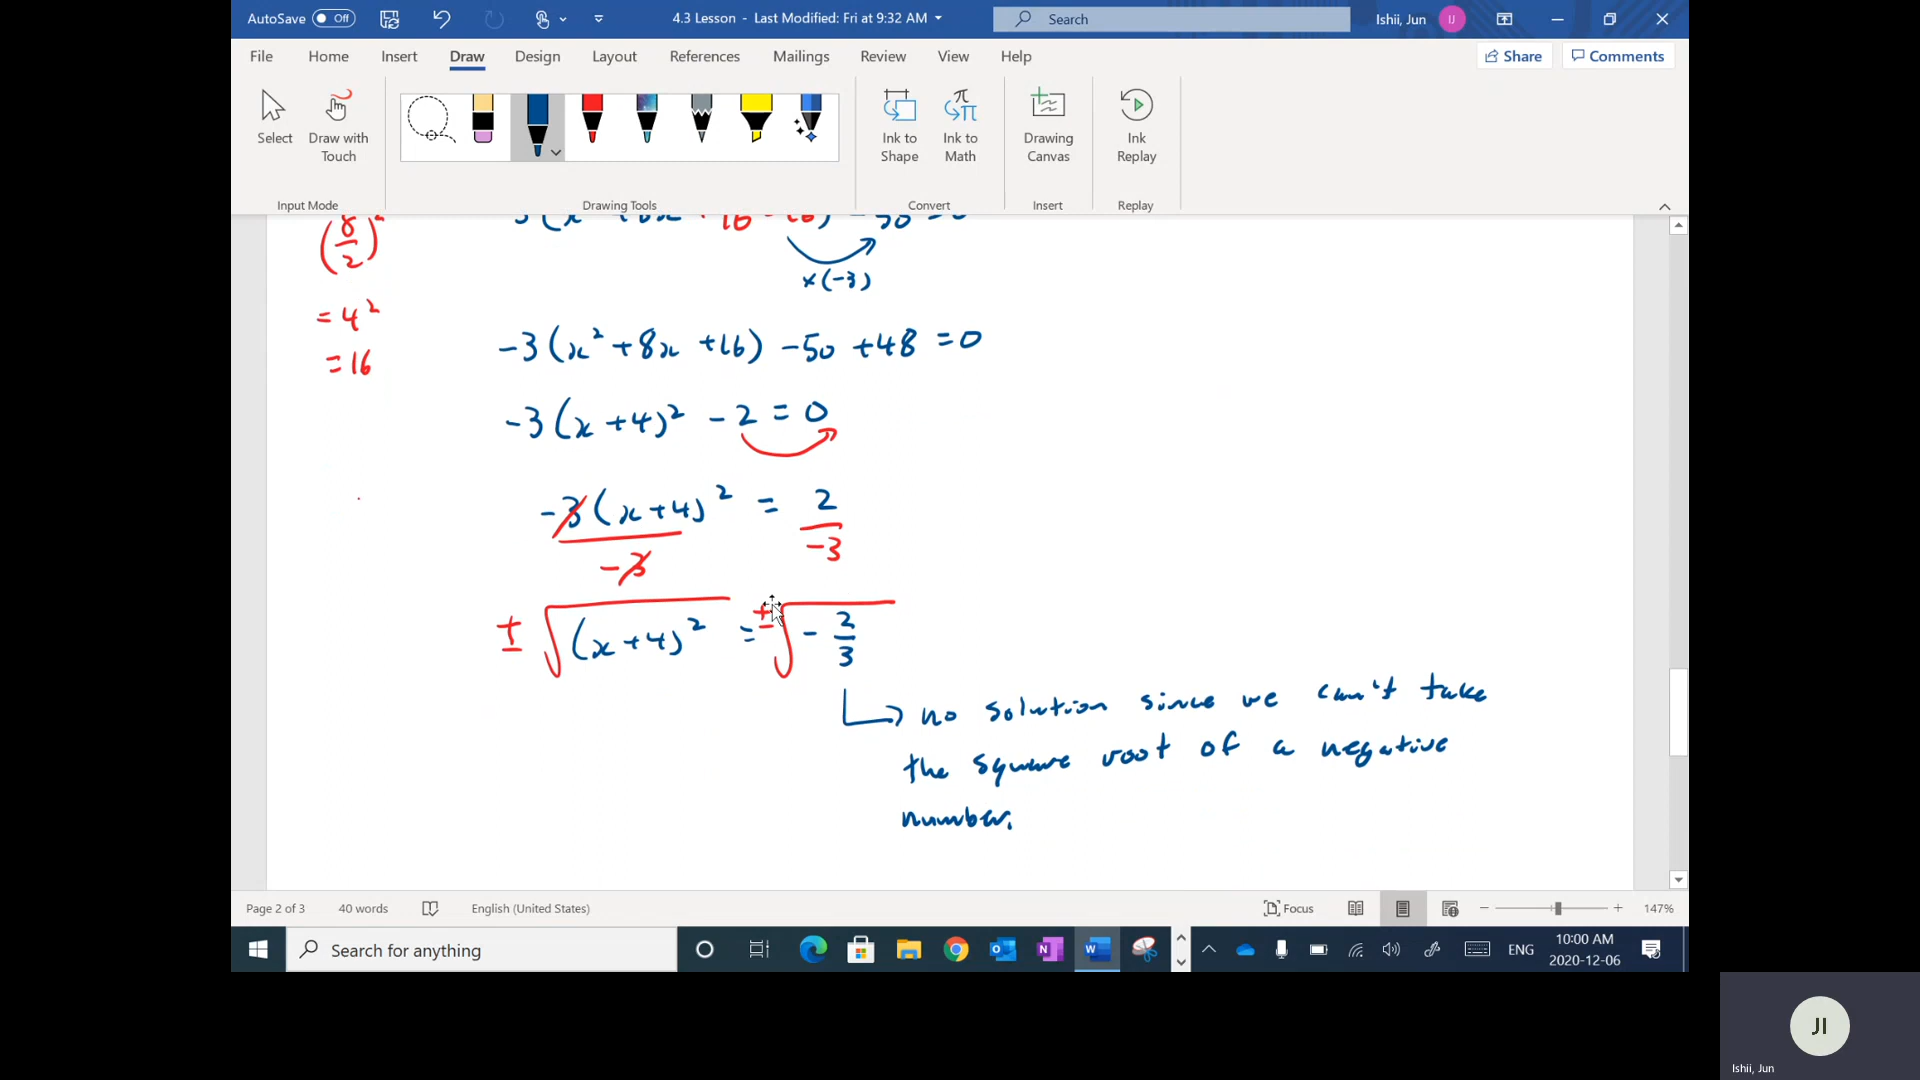 AutoSave Off 4.3 Lesson - Last Modified: Fri at 9:32 AM Search Ishii, Jun IJ
File Home Insert Draw Design Layout References Mailings Review View Help Share Comments
Select Draw with Touch Ink to Shape Ink to Math Drawing Canvas Ink Replay
Input Mode Drawing Tools Convert Insert Replay
(8/2)²
×(-3)
= 4²
= 16
-3(x² + 8x + 16) - 50 + 48 = 0
-3(x + 4)² - 2 = 0
-3(x + 4)² / -3 = 2 / -3
± √(x + 4)² = ± √- 2/3
↳ no solution since we can't take
the square root of a negative
number.
Page 2 of 3 40 words English (United States) Focus 147%
Search for anything ENG 10:00 AM
2020-12-06
JI
Ishii, Jun